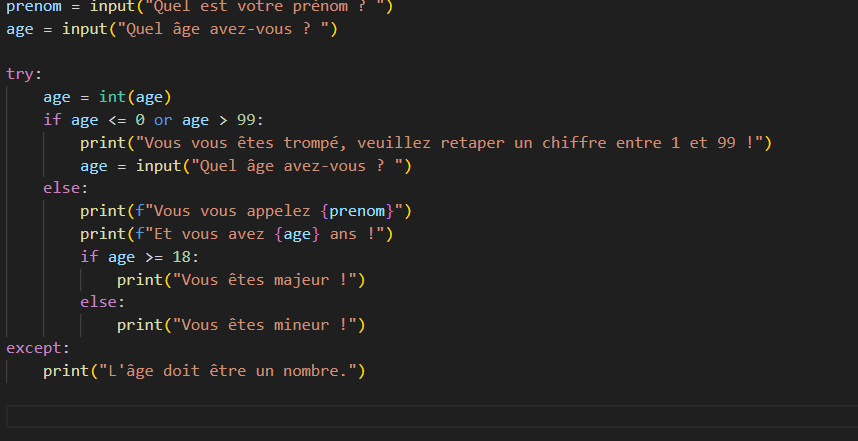 prenom = input("Quel est votre prénom ? ")
age = input("Quel âge avez-vous ? ")
try:
    age = int(age)
    if age <= 0 or age > 99:
        print("Vous vous êtes trompé, veuillez retaper un chiffre entre 1 et 99 !")
        age = input("Quel âge avez-vous ? ")
    else:
        print(f"Vous vous appelez {prenom}")
        print(f"Et vous avez {age} ans !")
        if age >= 18:
            print("Vous êtes majeur !")
        else:
            print("Vous êtes mineur !")
except:
    print("L'âge doit être un nombre.")